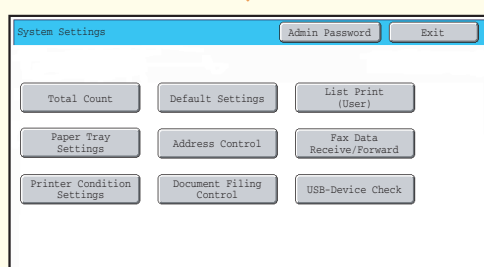 System Settings
Admin Password
Exit
Total Count
Default Settings
List Print
(User)
Paper Tray
Settings
Address Control
Fax Data
Receive/Forward
Printer Condition
Settings
Document Filing
Control
USB-Device Check